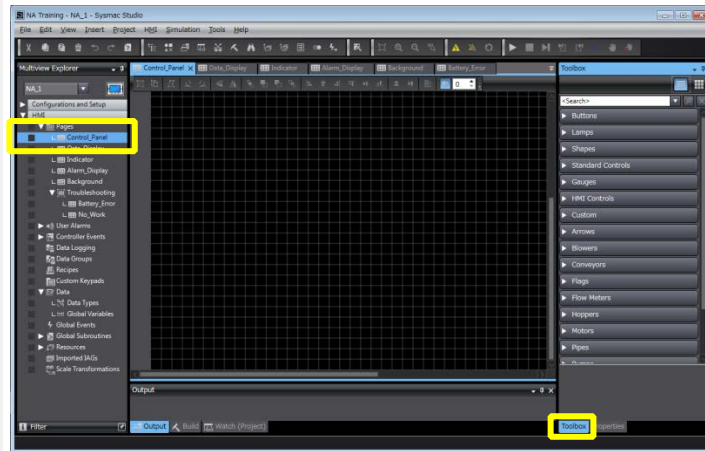 NA Training - NA_1 - Sysmac Studio
File Edit View Insert Project HMI Simulation Tools Help
Multiview Explorer
NA_1
Configurations and Setup
HMI
Pages
Control_Panel
Data_Display
Indicator
Alarm_Display
Background
Troubleshooting
Battery_Error
No_Work
User Alarms
Controller Events
Data Logging
Data Groups
Recipes
Custom Keypads
Data
Data Types
Global Variables
Global Events
Global Subroutines
Resources
Imported IAGs
Scale Transformations
Filter
Control_Panel Data_Display Indicator Alarm_Display Background Battery_Error
0
Output
Output Build Watch (Project)
Toolbox
<Search>
Buttons
Lamps
Shapes
Standard Controls
Gauges
HMI Controls
Custom
Arrows
Blowers
Conveyors
Flags
Flow Meters
Hoppers
Motors
Pipes
Toolbox Properties